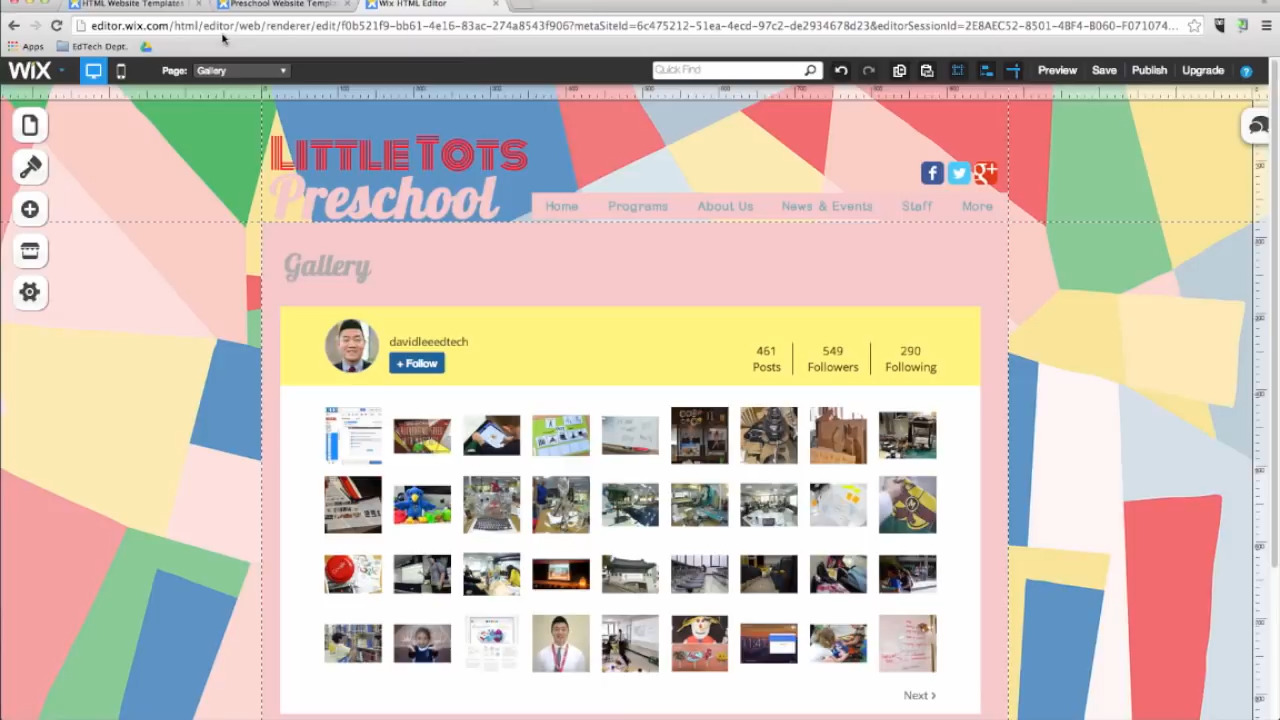 HTML Website Templates
Preschool Website Templ
Wix HTML Editor
editor.wix.com/html/editor/web/renderer/edit/f0b521f9-bb61-4e16-83ac-274a8543f906?metaSiteId=6c475212-51ea-4ecd-97c2-de2934678d23&editorSessionId=2E8AEC52-8501-4BF4-B060-F071074...
Apps EdTech Dept.
WiX Page: Gallery Quick Find Preview Save Publish Upgrade ?
LITTLE TOTS
Preschool
Home Programs About Us News & Events Staff More
Gallery
davidleeedtech
+ Follow
461 549 290
Posts Followers Following
Next >